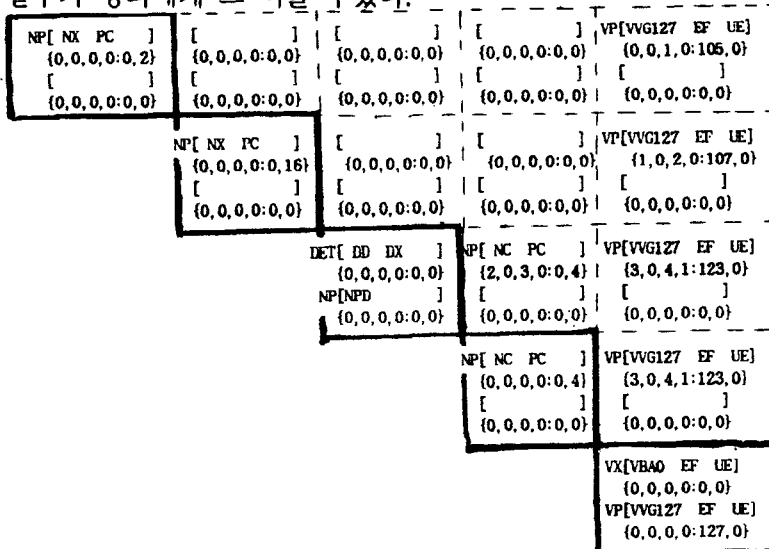 NP[ NX PC ] [ ] [ ] [ ] VP[VVG127 EF UE]
{0,0,0,0:0,2} {0,0,0,0:0,0} {0,0,0,0:0,0} {0,0,0,0:0,0} {0,0,1,0:105,0}
[ ] [ ] [ ] [ ] [ ]
{0,0,0,0:0,0} {0,0,0,0:0,0} {0,0,0,0:0,0} {0,0,0,0:0,0} {0,0,0,0:0,0}
NP[ NX PC ] [ ] [ ] VP[VVG127 EF UE]
{0,0,0,0:0,16} {0,0,0,0:0,0} {0,0,0,0:0,0} {1,0,2,0:107,0}
[ ] [ ] [ ] [ ]
{0,0,0,0:0,0} {0,0,0,0:0,0} {0,0,0,0:0,0} {0,0,0,0:0,0}
DET[ DD DX ] NP[ NC PC ] VP[VVG127 EF UE]
{0,0,0,0:0,0} {2,0,3,0:0,4} {3,0,4,1:123,0}
NP[NPD ] [ ] [ ]
{0,0,0,0:0,0} {0,0,0,0:0,0} {0,0,0,0:0,0}
NP[ NC PC ] VP[VVG127 EF UE]
{0,0,0,0:0,4} {3,0,4,1:123,0}
[ ] [ ]
{0,0,0,0:0,0} {0,0,0,0:0,0}
VX[VBAO EF UE]
{0,0,0,0:0,0}
VP[VVG127 EF UE]
{0,0,0,0:127,0}